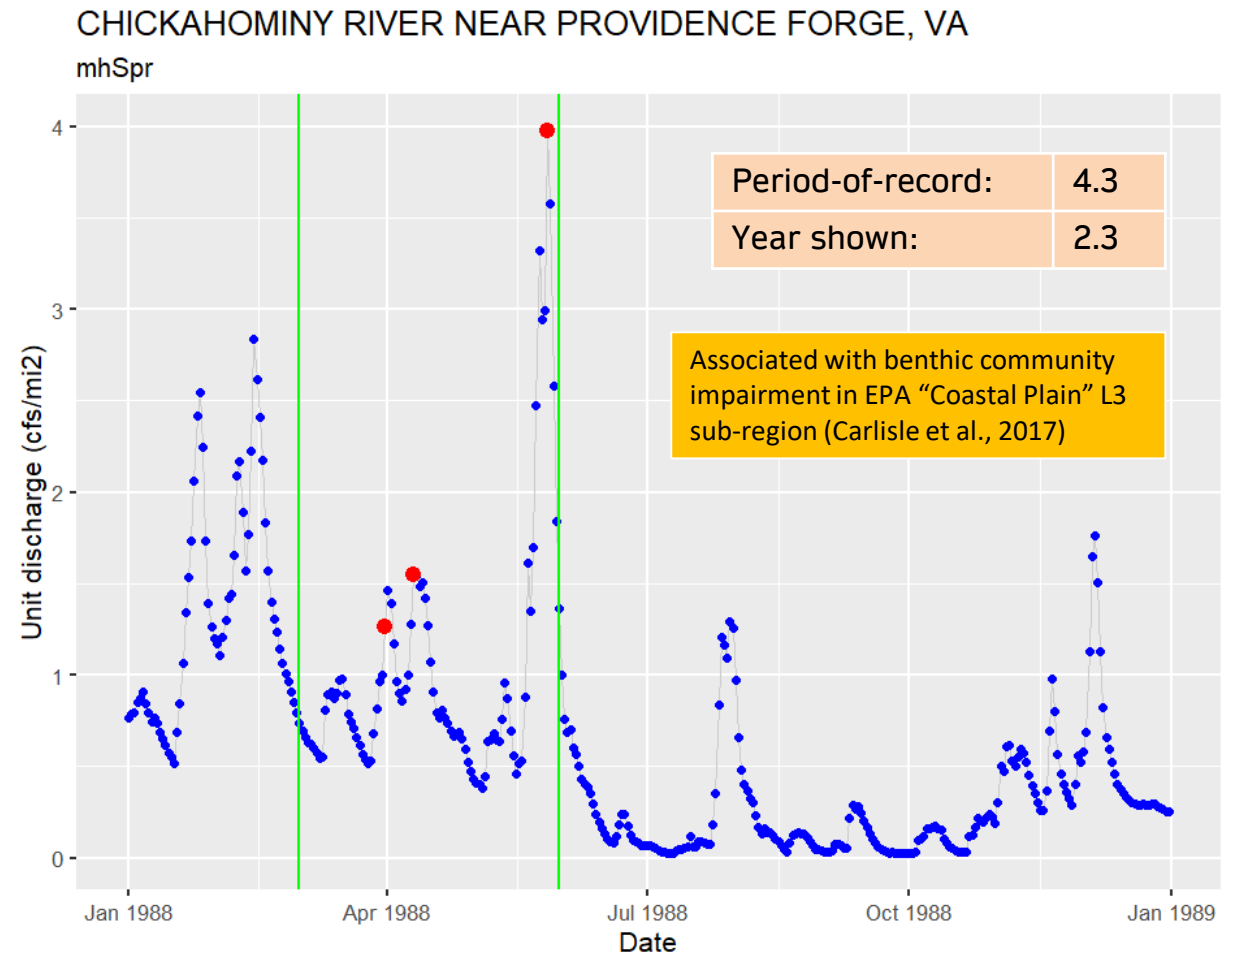 CHICKAHOMINY RIVER NEAR PROVIDENCE FORGE, VA
mhSpr
Unit discharge (cfs/mi2)
4
3
2
1
0
Period-of-record: 4.3
Year shown: 2.3
Associated with benthic community
impairment in EPA “Coastal Plain” L3
sub-region (Carlisle et al., 2017)
Jan 1988 Apr 1988 Jul 1988 Oct 1988 Jan 1989
Date